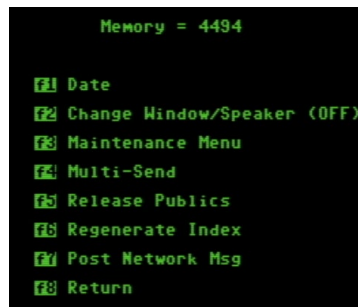 Memory = 4494
f1 Date
f2 Change Window/Speaker (OFF)
f3 Maintenance Menu
f4 Multi-Send
f5 Release Publics
f6 Regenerate Index
f7 Post Network Msg
f8 Return